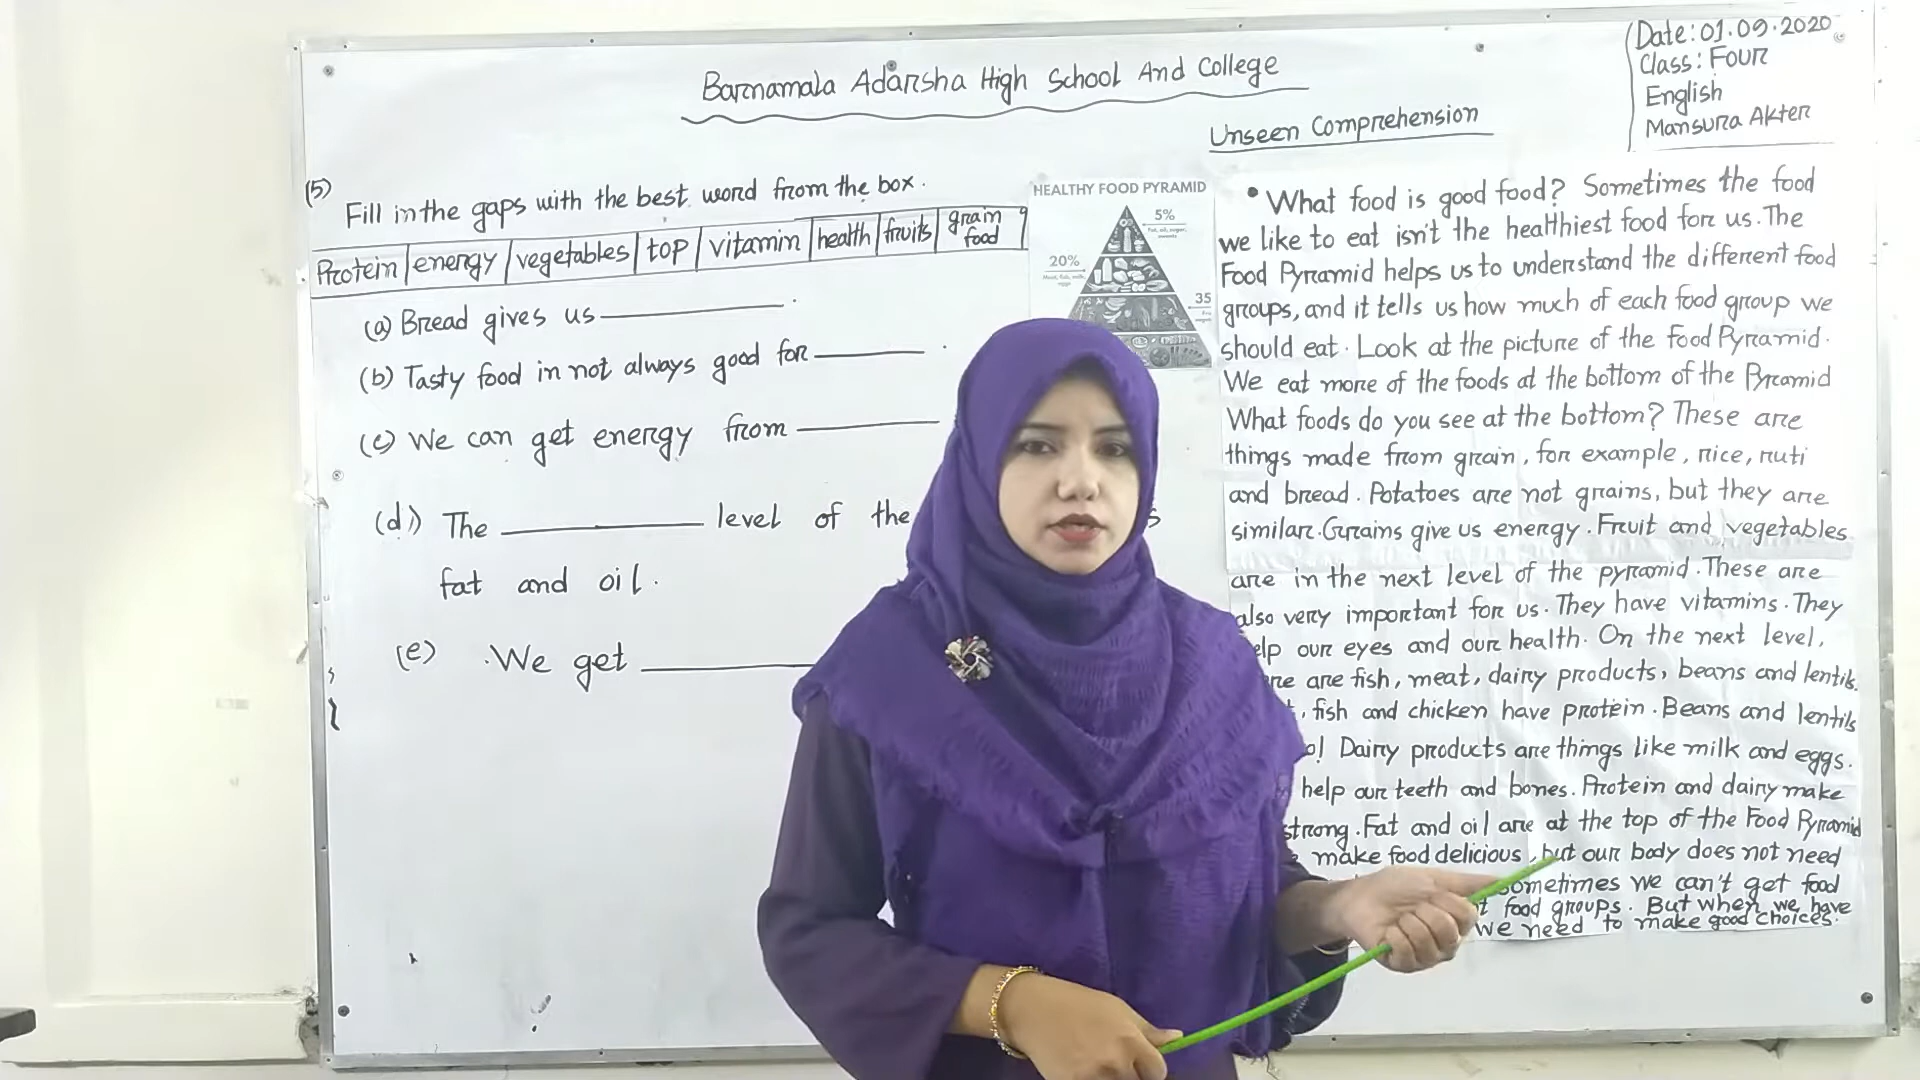 Barnamala Adarsha High School And College
Date: 01.09.2020
Class: Four
English
Mansura Akter
Unseen Comprehension
(5)
Fill in the gaps with the best word from the box.
Protein energy vegetables top vitamin health fruits grain food
(a) Bread gives us
(b) Tasty food in not always good for
(c) We can get energy from
(d) The level of the s
fat and oil.
(e) We get
HEALTHY FOOD PYRAMID
5%
20%
35
• What food is good food? Sometimes the food
we like to eat isn't the healthiest food for us. The
Food Pyramid helps us to understand the different food
groups, and it tells us how much of each food group we
should eat. Look at the picture of the Food Pyramid.
We eat more of the foods at the bottom of the Pyramid
What foods do you see at the bottom? These are
things made from grain, for example, rice, ruti
and bread. Potatoes are not grains, but they are
similar. Grains give us energy. Fruit and vegetables
are in the next level of the pyramid. These are
also very important for us. They have vitamins. They
elp our eyes and our health. On the next level,
re are fish, meat, dairy products, beans and lentils.
, fish and chicken have protein. Beans and lentils
o! Dairy products are things like milk and eggs.
help our teeth and bones. Protein and dairy make
strong. Fat and oil are at the top of the Food Pyramid
make food delicious, but our body does not need
sometimes we can't get food
food groups. But when we have
we need to make good choices.